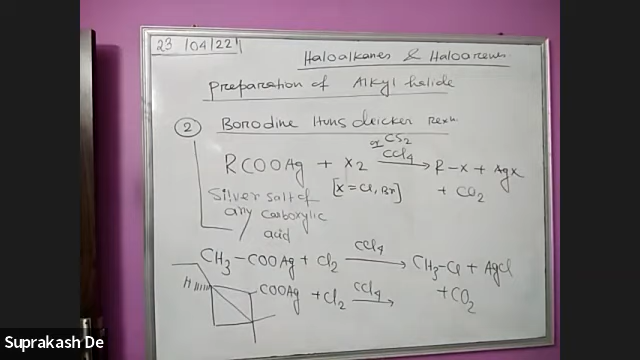 23/04/22
Haloalkanes & Haloarenes.
Preparation of Alkyl halide
② Borodine Hunsdeicker rexn
or CS2
RCOOAg + X2 CCl4 → R-X + AgX
[X = Cl, Br] + CO2
Silver salt of
any carboxylic
acid
CH3-COOAg + Cl2 CCl4 → CH3-Cl + AgCl
+CO2
H COOAg + Cl2 CCl4 →
Suprakash De